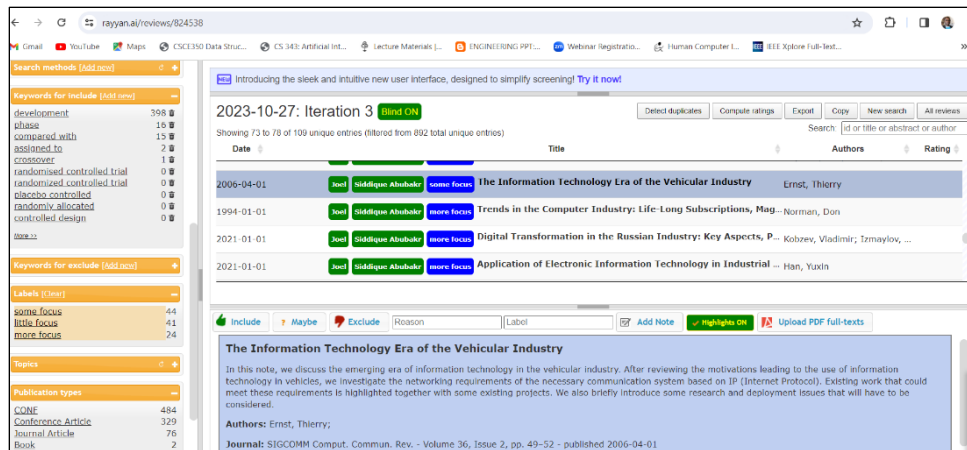 rayyan.ai/reviews/824538
Gmail YouTube Maps CSCE350 Data Struc... CS 343: Artificial Int... Lecture Materials |... ENGINEERING PPT:... Webinar Registratio... Human Computer I... IEEE Xplore Full-Text... »
Search methods [Add new]
Keywords for include [Add new]
development 398
phase 16
compared with 15
assigned to 2
crossover 1
randomised controlled trial 0
randomized controlled trial 0
placebo controlled 0
randomly allocated 0
controlled design 0
More >>
Keywords for exclude [Add new]
Labels [Clear]
some focus 44
little focus 41
more focus 24
Topics
Publication types
CONF 484
Conference Article 329
Journal Article 76
Book 2
NEW Introducing the sleek and intuitive new user interface, designed to simplify screening! Try it now!
2023-10-27: Iteration 3 Blind ON
Detect duplicates Compute ratings Export Copy New search All reviews
Showing 73 to 78 of 109 unique entries (filtered from 892 total unique entries)
Search: id or title or abstract or author
Date Title Authors Rating
2006-04-01 Joel Siddique Abubakr some focus The Information Technology Era of the Vehicular Industry Ernst, Thierry
1994-01-01 Joel Siddique Abubakr more focus Trends in the Computer Industry: Life-Long Subscriptions, Mag... Norman, Don
2021-01-01 Joel Siddique Abubakr more focus Digital Transformation in the Russian Industry: Key Aspects, P... Kobzev, Vladimir; Izmaylov, ...
2021-01-01 Joel Siddique Abubakr more focus Application of Electronic Information Technology in Industrial ... Han, Yuxin
Include ? Maybe Exclude Reason Label Add Note Highlights ON Upload PDF full-texts
The Information Technology Era of the Vehicular Industry
In this note, we discuss the emerging era of information technology in the vehicular industry. After reviewing the motivations leading to the use of information
technology in vehicles, we investigate the networking requirements of the necessary communication system based on IP (Internet Protocol). Existing work that could
meet these requirements is highlighted together with some existing projects. We also briefly introduce some research and deployment issues that will have to be
considered.
Authors: Ernst, Thierry;
Journal: SIGCOMM Comput. Commun. Rev. - Volume 36, Issue 2, pp. 49-52 - published 2006-04-01